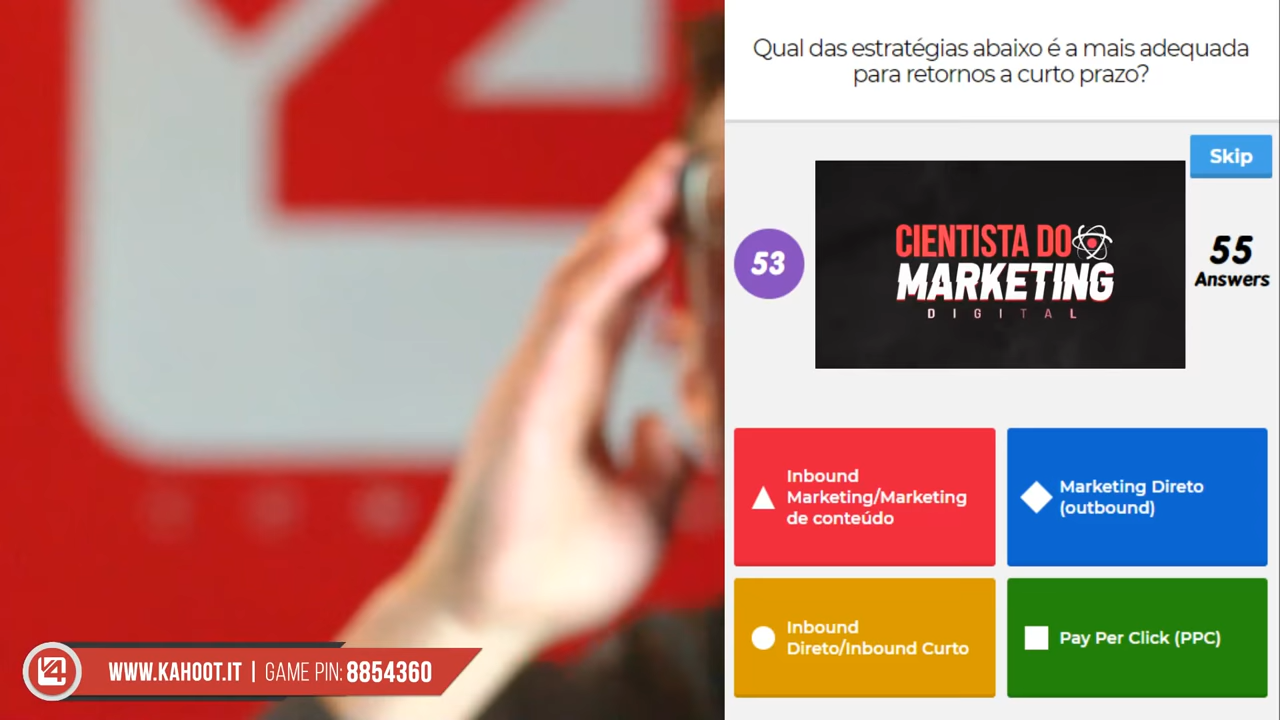 Qual das estratégias abaixo é a mais adequada
para retornos a curto prazo?
Skip
53
CIENTISTA DO
MARKETING
DIGITAL
55
Answers
Inbound
Marketing/Marketing
de conteúdo
Marketing Direto
(outbound)
Inbound
Direto/Inbound Curto
Pay Per Click (PPC)
WWW.KAHOOT.IT | GAME PIN: 8854360